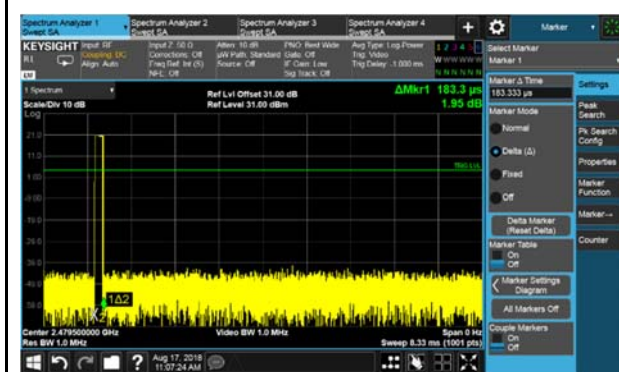 Spectrum Analyzer 1
Swept SA
Spectrum Analyzer 2
Swept SA
Spectrum Analyzer 3
Swept SA
Spectrum Analyzer 4
Swept SA
+
Marker
KEYSIGHT
Input: RF
Coupling: DC
Align: Auto
Input Z: 50 Ω
Corrections: Off
Freq Ref: Int (S)
NFE: Off
Atten: 10 dB
µW Path: Standard
Source: Off
PNO: Best Wide
Gate: Off
IF Gain: Low
Sig Track: Off
Avg Type: Log-Power
Trig: Video
Trig Delay: -1.000 ms
1 2 3 4 5
W W W W W
N N N N N
Select Marker
Marker 1
1 Spectrum
Scale/Div 10 dB
Log
Ref Lvl Offset 31.00 dB
Ref Level 31.00 dBm
ΔMkr1 183.3 µs
1.95 dB
21.0
11.0
1.00
-19.0
1Δ2
Center 2.479500000 GHz
Res BW 1.0 MHz
Video BW 1.0 MHz
Span 0 Hz
Sweep 8.33 ms (1001 pts)
Marker Δ Time
183.333 µs
Marker Mode
Normal
Delta (Δ)
Fixed
Off
Delta Marker
(Reset Delta)
Marker Table
On
Off
Marker Settings
Diagram
All Markers Off
Couple Markers
On
Off
Settings
Peak
Search
Pk Search
Config
Properties
Marker
Function
Marker→
Counter
?
Aug 17, 2018
11:07:24 AM